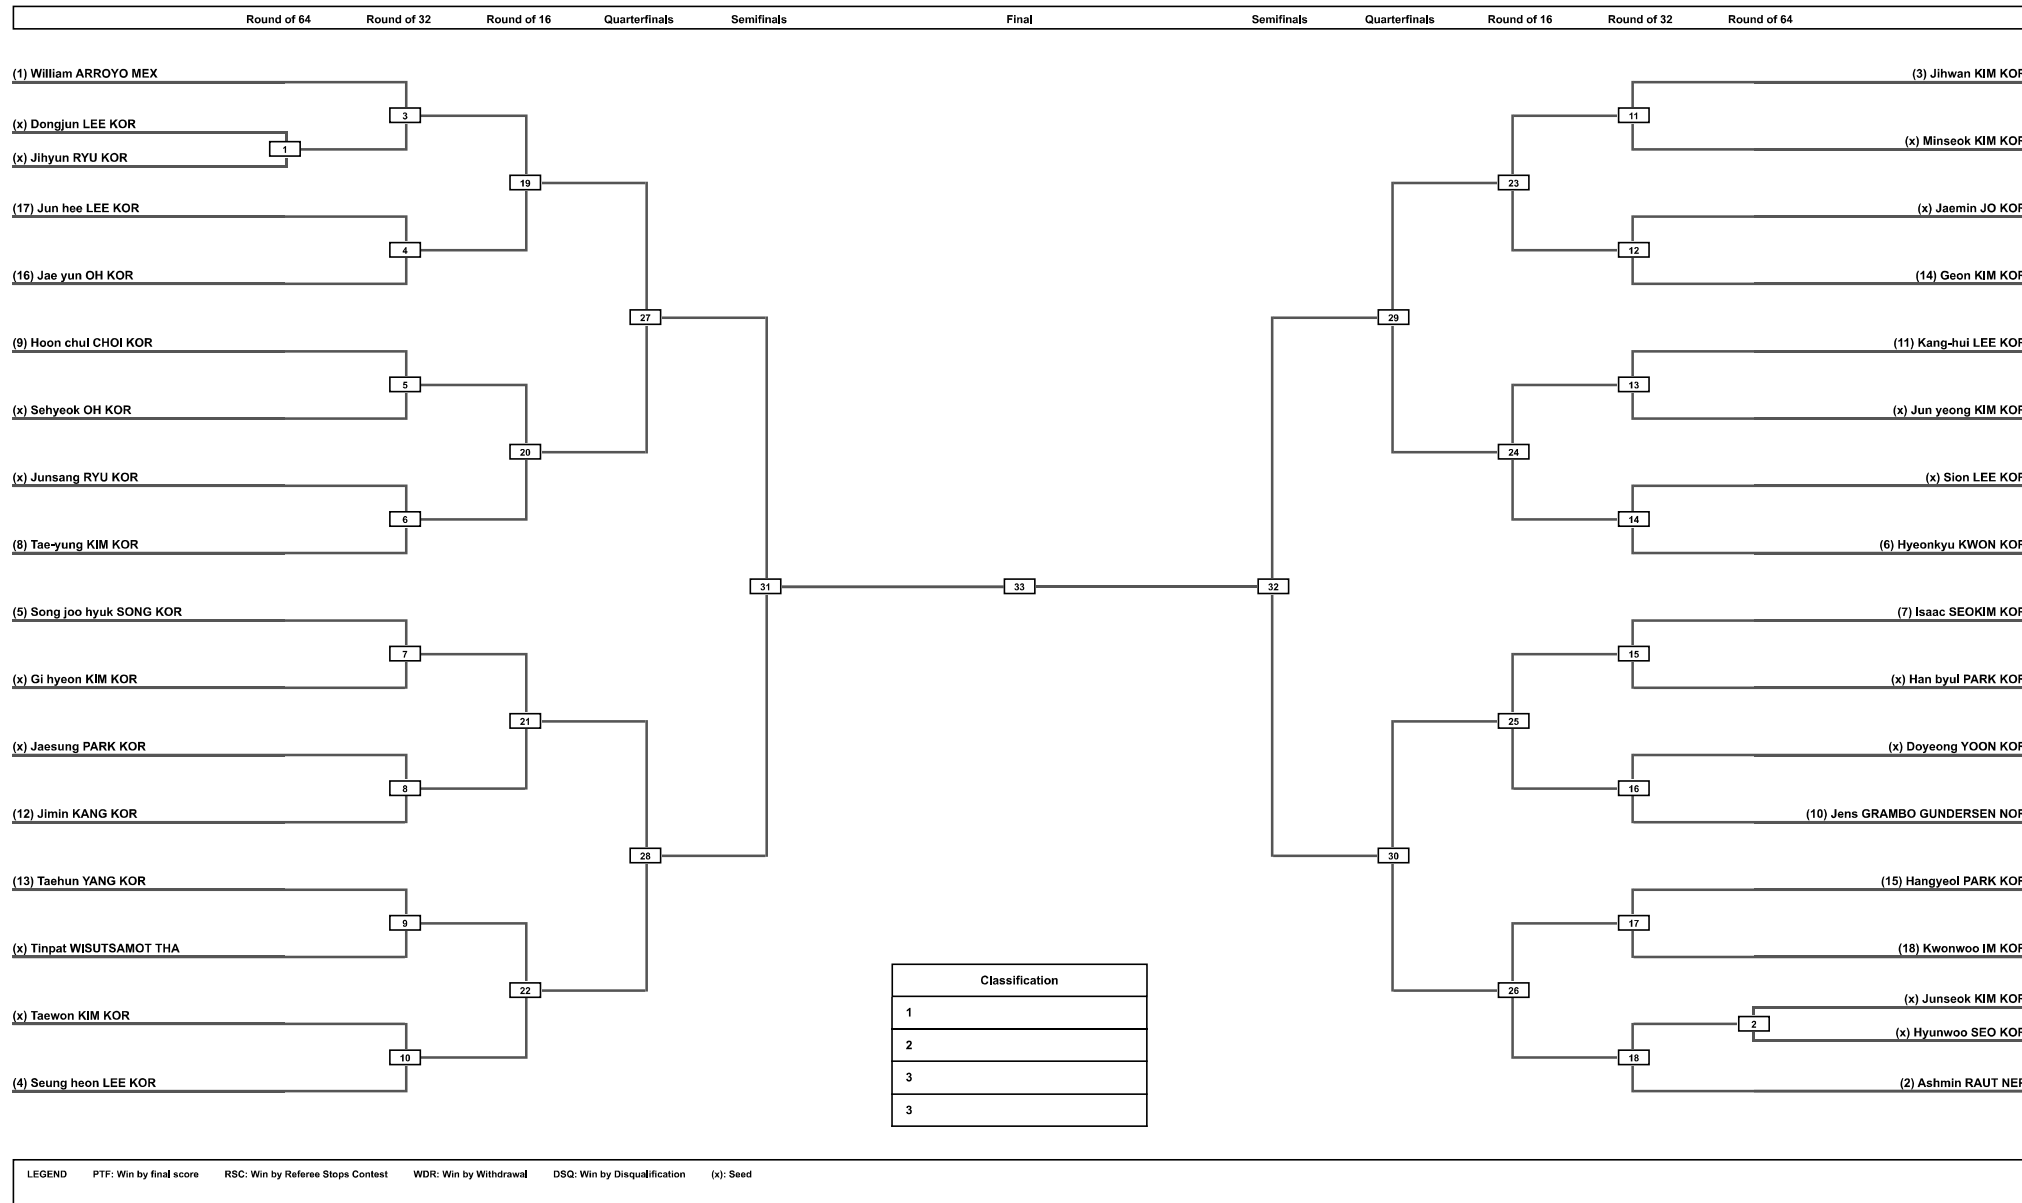 Round of 64 Round of 32 Round of 16 Quarterfinals Semifinals Final Semifinals Quarterfinals Round of 16 Round of 32 Round of 64
(1) William ARROYO MEX
(3) Jihwan KIM KOR
3
11
(x) Dongjun LEE KOR
(x) Minseok KIM KOR
1
(x) Jihyun RYU KOR
19
23
(17) Jun hee LEE KOR
(x) Jaemin JO KOR
4
12
(16) Jae yun OH KOR
(14) Geon KIM KOR
27
29
(9) Hoon chul CHOI KOR
(11) Kang-hui LEE KOR
5
13
(x) Sehyeok OH KOR
(x) Jun yeong KIM KOR
20
24
(x) Junsang RYU KOR
(x) Sion LEE KOR
6
14
(8) Tae-yung KIM KOR
(6) Hyeonkyu KWON KOR
31
33
32
(5) Song joo hyuk SONG KOR
(7) Isaac SEOKIM KOR
7
15
(x) Gi hyeon KIM KOR
(x) Han byul PARK KOR
21
25
(x) Jaesung PARK KOR
(x) Doyeong YOON KOR
8
16
(12) Jimin KANG KOR
(10) Jens GRAMBO GUNDERSEN NOR
28
30
(13) Taehun YANG KOR
(15) Hangyeol PARK KOR
9
17
(x) Tinpat WISUTSAMOT THA
(18) Kwonwoo IM KOR
22
26
(x) Taewon KIM KOR
(x) Junseok KIM KOR
2
(x) Hyunwoo SEO KOR
10
18
(4) Seung heon LEE KOR
(2) Ashmin RAUT NEP
Classification
1
2
3
3
LEGEND PTF: Win by final score RSC: Win by Referee Stops Contest WDR: Win by Withdrawal DSQ: Win by Disqualification (x): Seed